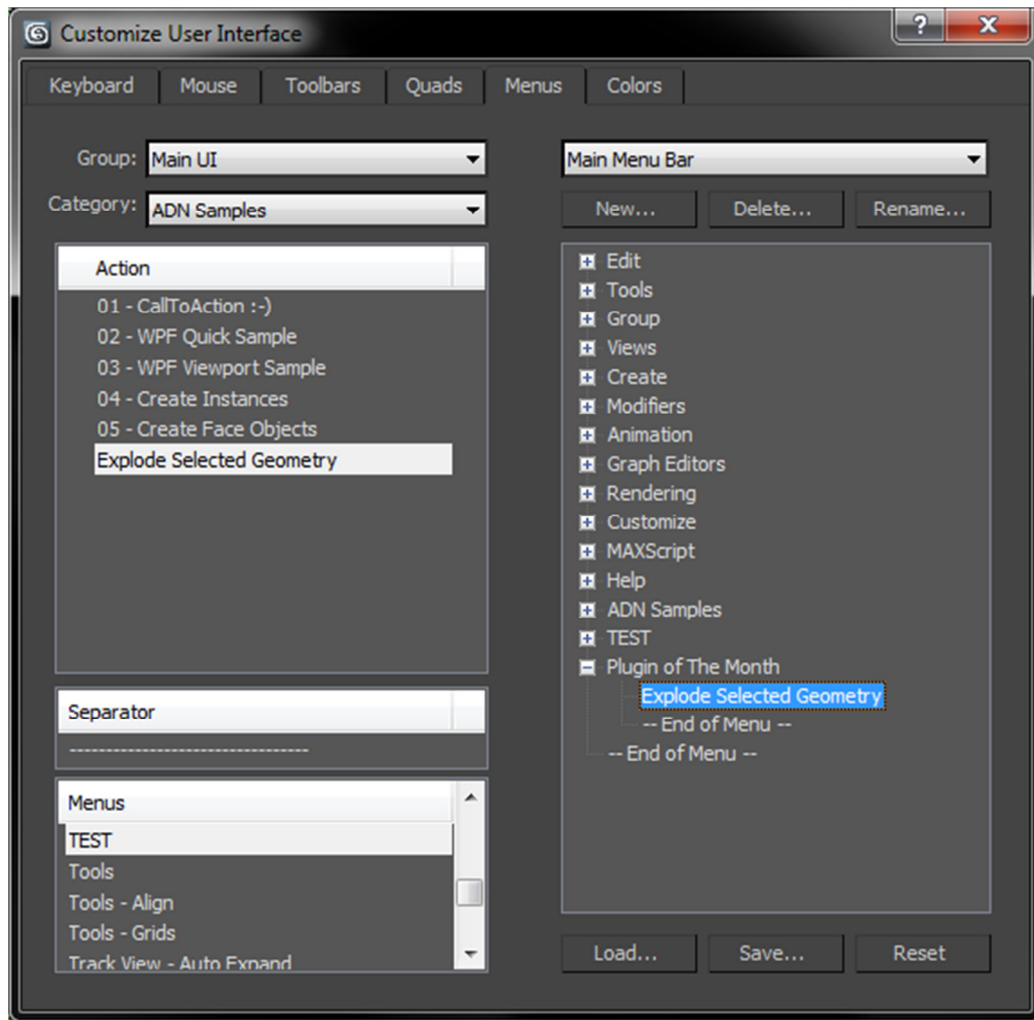 Customize User Interface
Keyboard Mouse Toolbars Quads Menus Colors
Group: Main UI
Category: ADN Samples
Action
01 - CallToAction :-)
02 - WPF Quick Sample
03 - WPF Viewport Sample
04 - Create Instances
05 - Create Face Objects
Explode Selected Geometry
Separator
---------------------------------
Menus
TEST
Tools
Tools - Align
Tools - Grids
Track View - Auto Expand
Main Menu Bar
New... Delete... Rename...
Edit
Tools
Group
Views
Create
Modifiers
Animation
Graph Editors
Rendering
Customize
MAXScript
Help
ADN Samples
TEST
Plugin of The Month
Explode Selected Geometry
-- End of Menu --
-- End of Menu --
Load... Save... Reset